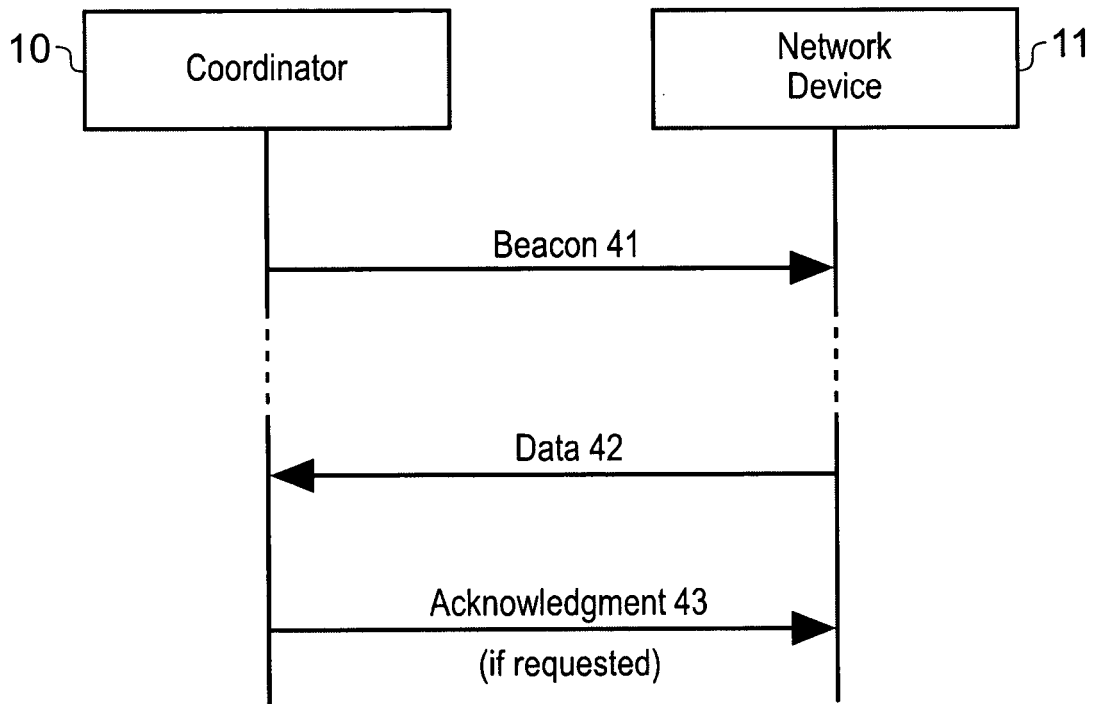 10
Coordinator
Network
Device
11
Beacon 41
Data 42
Acknowledgment 43
(if requested)